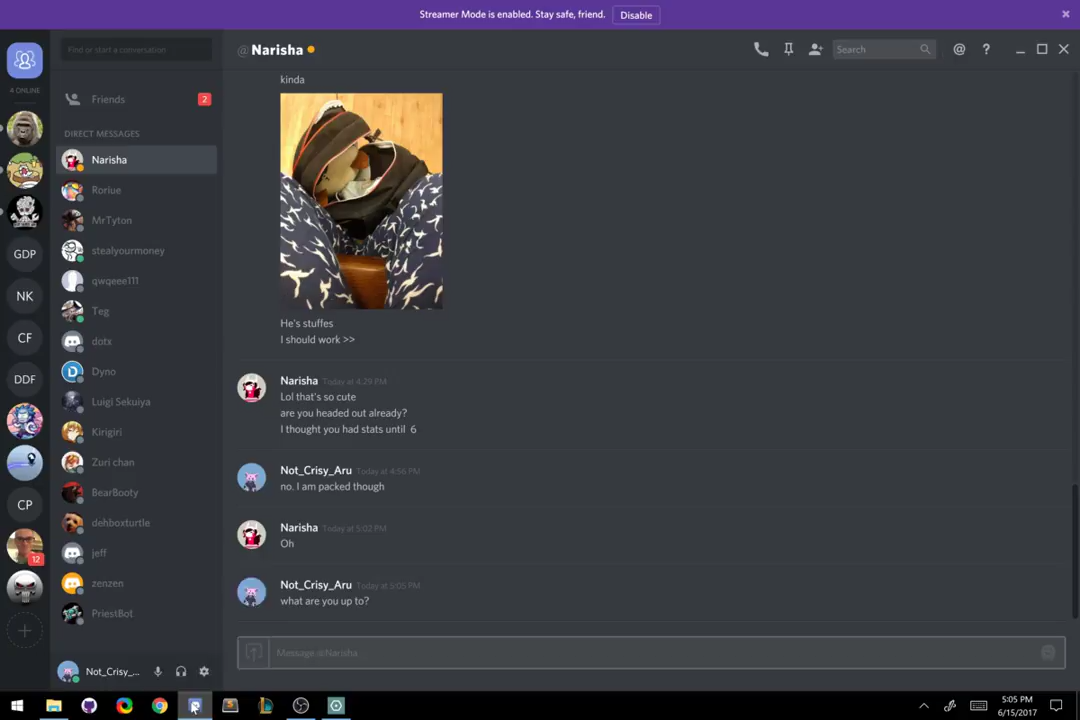 Streamer Mode is enabled. Stay safe, friend. Disable
Find or start a conversation
@ Narisha
Search
@ ?
4 ONLINE
Friends 2
DIRECT MESSAGES
Narisha
Roriue
MrTyton
stealyourmoney
qwqeee111
Teg
dotx
Dyno
Luigi Sekuiya
Kirigiri
Zuri chan
BearBooty
dehboxturtle
jeff
zenzen
PriestBot
GDP
NK
CF
DDF
CP
12
Not_Crisy_...
kinda
He's stuffes
I should work >>
Narisha Today at 4:29 PM
Lol that's so cute
are you headed out already?
I thought you had stats until 6
Not_Crisy_Aru Today at 4:56 PM
no. I am packed though
Narisha Today at 5:02 PM
Oh
Not_Crisy_Aru Today at 5:05 PM
what are you up to?
Message @Narisha...
5:05 PM
6/15/2017